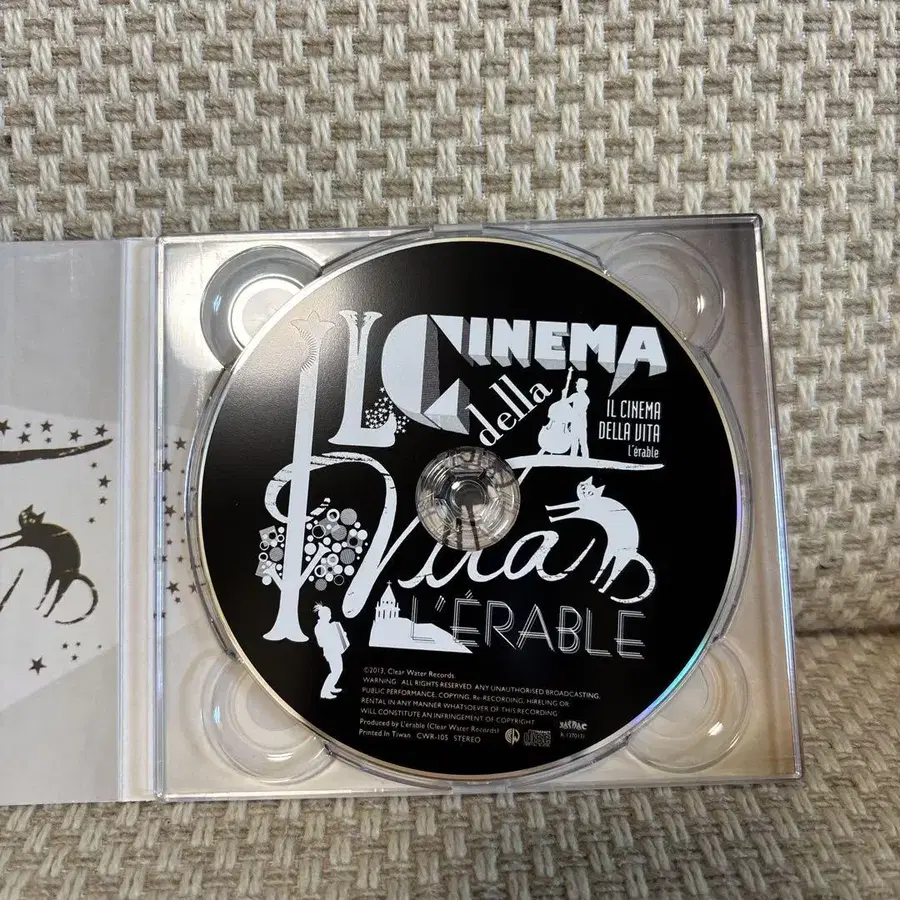 IL CINEMA
della
Vita
IL CINEMA
DELLA VITA
L'érable
L'ÉRABLE
©2013, Clear Water Records
WARNING. ALL RIGHTS RESERVED. ANY UNAUTHORISED BROADCASTING,
PUBLIC PERFORMANCE, COPYING, Re-RECORDING, HIRELING OR
RENTAL IN ANY MANNER WHATSOEVER OF THIS RECORDING
WILL CONSTITUTE AN INFRINGEMENT OF COPYRIGHT
Produced by L'erable (Clear Water Records)
Printed In Tiwan CWR-105 STEREO